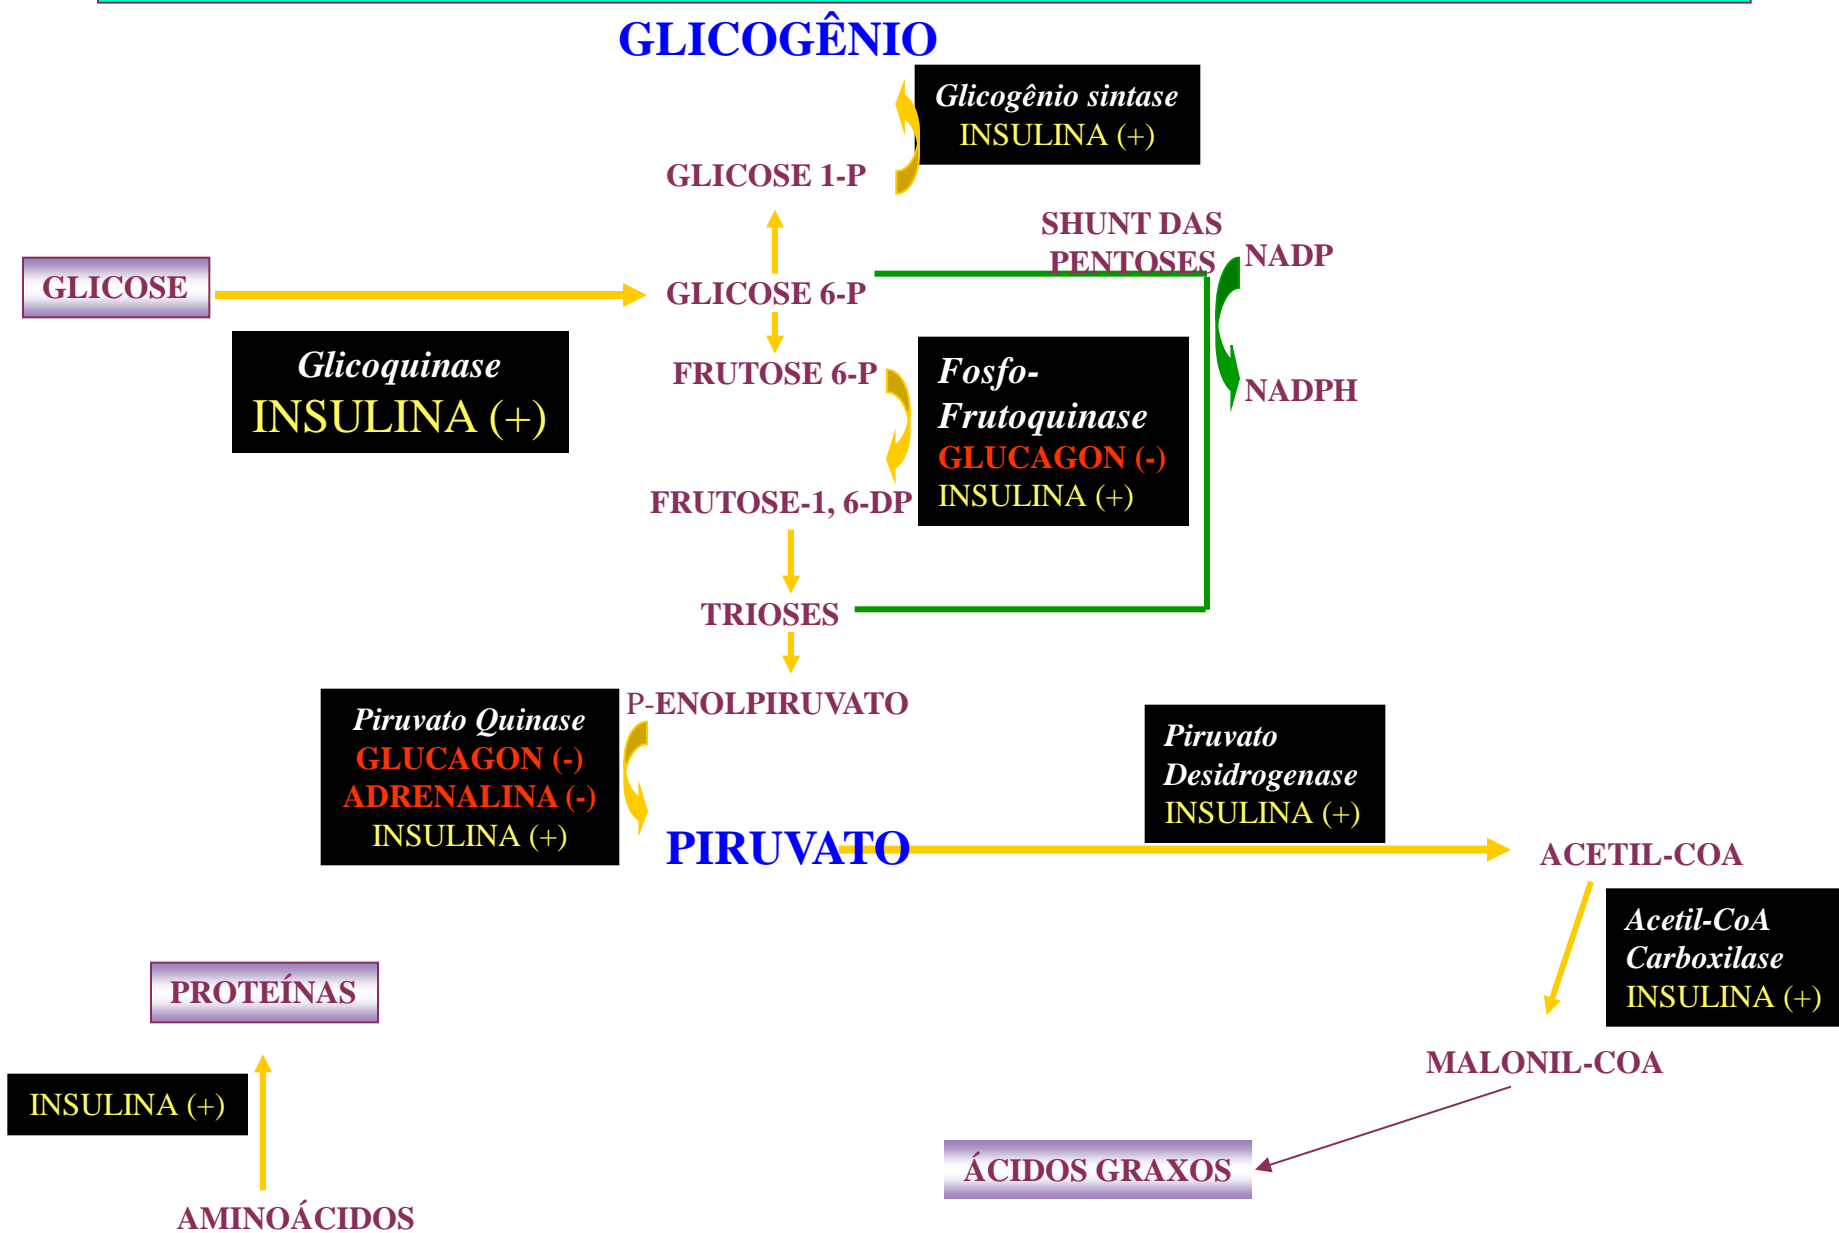 GLICOGÊNIO
Glicogênio sintase
INSULINA (+)
GLICOSE 1-P
SHUNT DAS
PENTOSES
NADP
GLICOSE
GLICOSE 6-P
Glicoquinase
INSULINA (+)
FRUTOSE 6-P
Fosfo-
Frutoquinase
GLUCAGON (-)
INSULINA (+)
NADPH
FRUTOSE-1, 6-DP
TRIOSES
P-ENOLPIRUVATO
Piruvato Quinase
GLUCAGON (-)
ADRENALINA (-)
INSULINA (+)
Piruvato
Desidrogenase
INSULINA (+)
PIRUVATO
ACETIL-COA
Acetil-CoA
Carboxilase
INSULINA (+)
PROTEÍNAS
MALONIL-COA
INSULINA (+)
ÁCIDOS GRAXOS
AMINOÁCIDOS